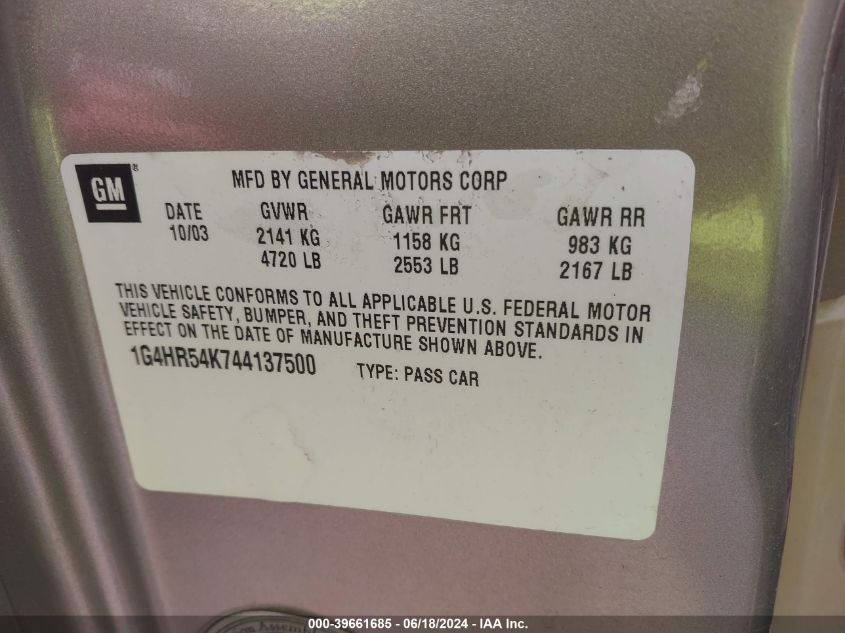 GM®
MFD BY GENERAL MOTORS CORP
DATE GVWR GAWR FRT GAWR RR
10/03 2141 KG 1158 KG 983 KG
4720 LB 2553 LB 2167 LB
THIS VEHICLE CONFORMS TO ALL APPLICABLE U.S. FEDERAL MOTOR
VEHICLE SAFETY, BUMPER, AND THEFT PREVENTION STANDARDS IN
EFFECT ON THE DATE OF MANUFACTURE SHOWN ABOVE.
1G4HR54K744137500 TYPE: PASS CAR
000-39661685 - 06/18/2024 - IAA Inc.